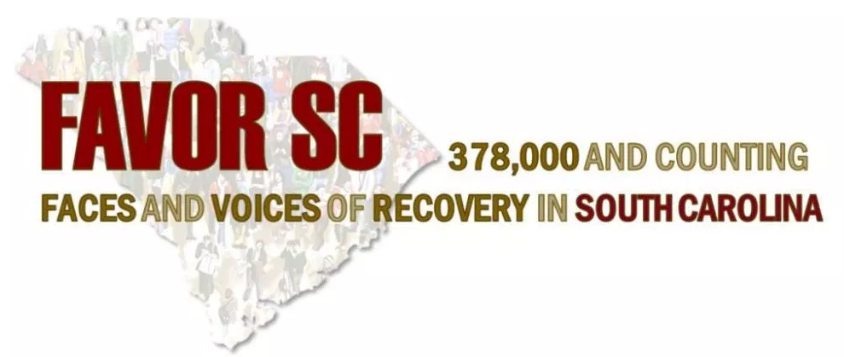 FAVOR SC
378,000 AND COUNTING
FACES AND VOICES OF RECOVERY IN SOUTH CAROLINA